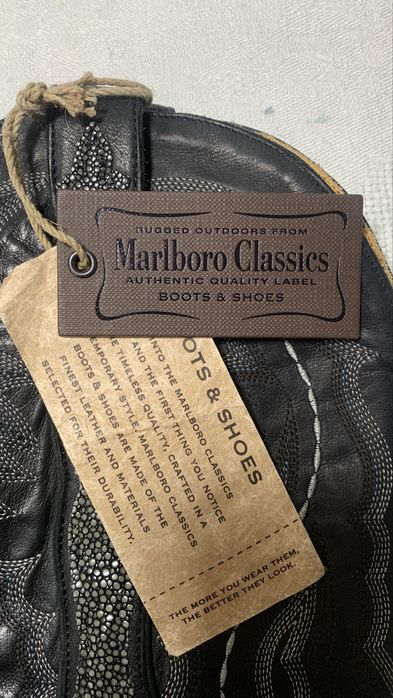 RUGGED OUTDOORS FROM
Marlboro Classics
AUTHENTIC QUALITY LABEL
BOOTS & SHOES
OTS & SHOES
INTO THE MARLBORO CLASSICS
AND THE FIRST THING YOU NOTICE
TIMELESS QUALITY, CRAFTED IN A
TEMPORARY STYLE, MARLBORO CLASSICS
BOOTS & SHOES ARE MADE OF THE
FINEST LEATHER AND MATERIALS
SELECTED FOR THEIR DURABILITY.
THE MORE YOU WEAR THEM,
THE BETTER THEY LOOK.